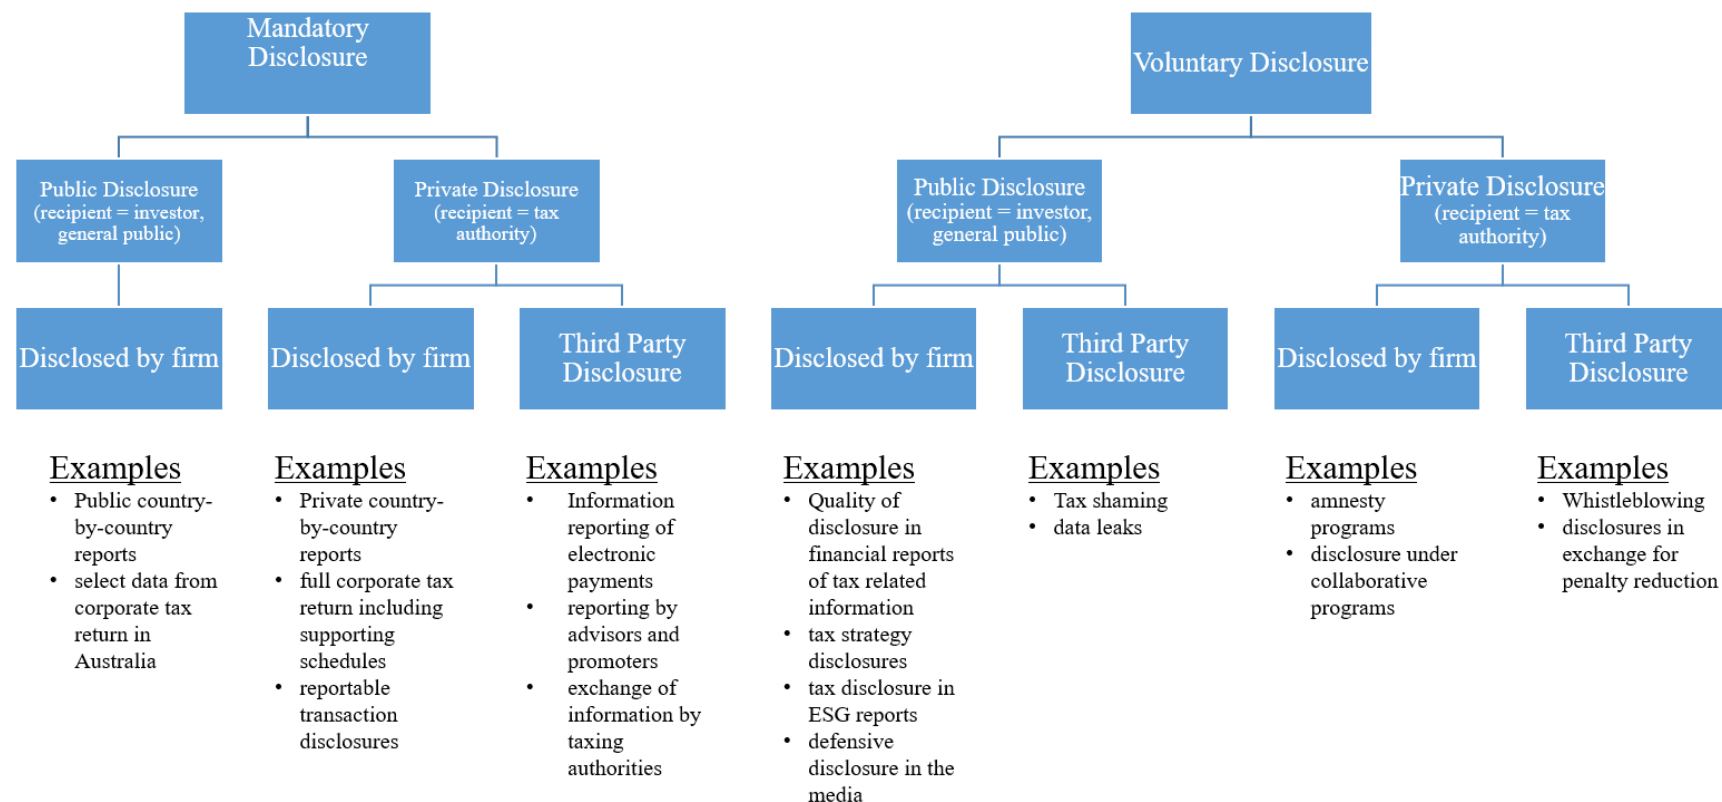 Mandatory
Disclosure
Voluntary Disclosure
Public Disclosure
(recipient = investor,
general public)
Private Disclosure
(recipient = tax
authority)
Public Disclosure
(recipient = investor,
general public)
Private Disclosure
(recipient = tax
authority)
Disclosed by firm
Disclosed by firm
Third Party
Disclosure
Disclosed by firm
Third Party
Disclosure
Disclosed by firm
Third Party
Disclosure
Examples
• Public country-
by-country
reports
• select data from
corporate tax
return in
Australia
Examples
• Private country-
by-country
reports
• full corporate tax
return including
supporting
schedules
• reportable
transaction
disclosures
Examples
• Information
reporting of
electronic
payments
• reporting by
advisors and
promoters
• exchange of
information by
taxing
authorities
Examples
• Quality of
disclosure in
financial reports
of tax related
information
• tax strategy
disclosures
• tax disclosure in
ESG reports
• defensive
disclosure in the
media
Examples
• Tax shaming
• data leaks
Examples
• amnesty
programs
• disclosure under
collaborative
programs
Examples
• Whistleblowing
• disclosures in
exchange for
penalty reduction